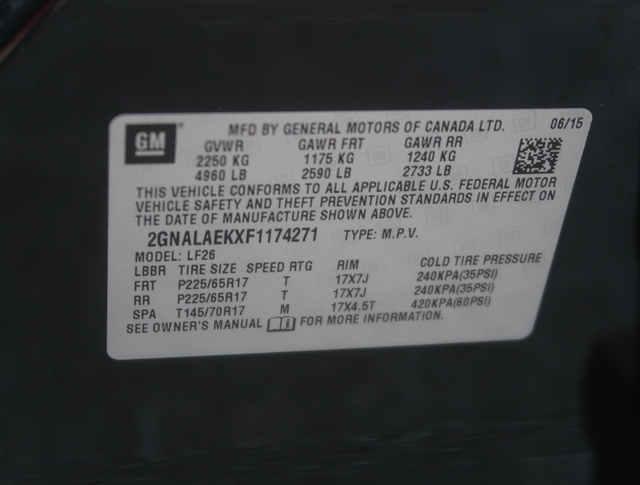 GM
MFD BY GENERAL MOTORS OF CANADA LTD. 06/15
GVWR GAWR FRT GAWR RR
2250 KG 1175 KG 1240 KG
4960 LB 2590 LB 2733 LB
THIS VEHICLE CONFORMS TO ALL APPLICABLE U.S. FEDERAL MOTOR
VEHICLE SAFETY AND THEFT PREVENTION STANDARDS IN EFFECT ON
THE DATE OF MANUFACTURE SHOWN ABOVE.
2GNALAEKXF1174271 TYPE: M.P.V.
MODEL: LF26
LBBR TIRE SIZE SPEED RTG RIM COLD TIRE PRESSURE
FRT P225/65R17 T 17X7J 240KPA(35PSI)
RR P225/65R17 T 17X7J 240KPA(35PSI)
SPA T145/70R17 M 17X4.5T 420KPA(60PSI)
SEE OWNER'S MANUAL FOR MORE INFORMATION.